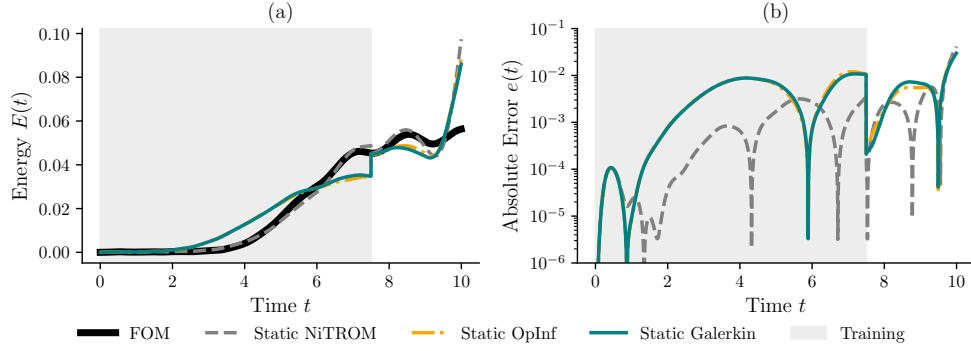 (a)
(b)
Energy E(t)
0.10
0.08
0.06
0.04
0.02
0.00
0 2 4 6 8 10
Time t
Absolute Error e(t)
10⁻¹
10⁻²
10⁻³
10⁻⁴
10⁻⁵
10⁻⁶
0 2 4 6 8 10
Time t
FOM Static NiTROM Static OpInf Static Galerkin Training